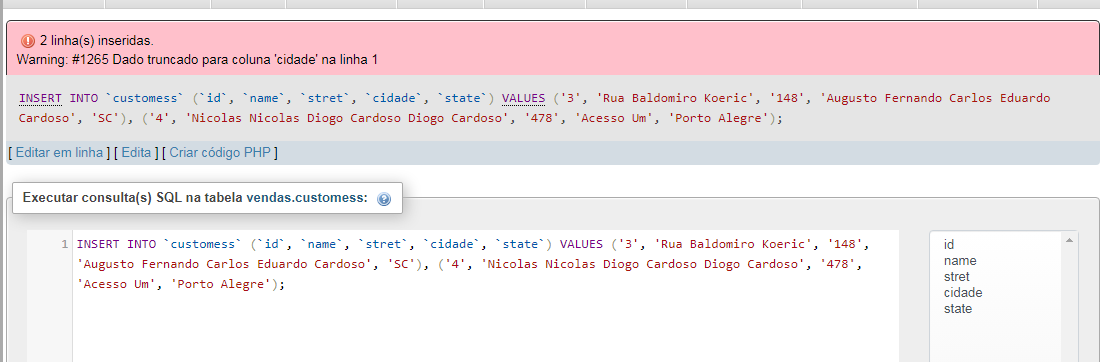 2 linha(s) inseridas.
Warning: #1265 Dado truncado para coluna 'cidade' na linha 1
INSERT INTO `customess` (`id`, `name`, `stret`, `cidade`, `state`) VALUES ('3', 'Rua Baldomiro Koeric', '148', 'Augusto Fernando Carlos Eduardo
Cardoso', 'SC'), ('4', 'Nicolas Nicolas Diogo Cardoso Diogo Cardoso', '478', 'Acesso Um', 'Porto Alegre');
[ Editar em linha ] [ Edita ] [ Criar código PHP ]
Executar consulta(s) SQL na tabela vendas.customess:
1 INSERT INTO `customess` (`id`, `name`, `stret`, `cidade`, `state`) VALUES ('3', 'Rua Baldomiro Koeric', '148',
'Augusto Fernando Carlos Eduardo Cardoso', 'SC'), ('4', 'Nicolas Nicolas Diogo Cardoso Diogo Cardoso', '478',
'Acesso Um', 'Porto Alegre');
id
name
stret
cidade
state